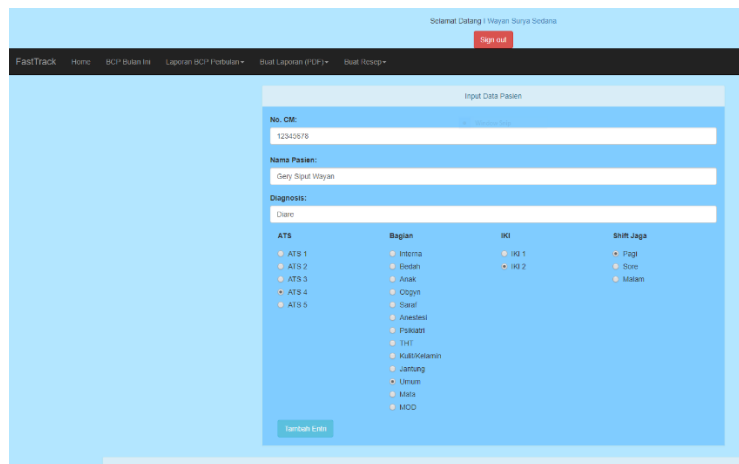 Selamat Datang I Wayan Surya Sedana
Sign out
FastTrack Home BCP Bulan Ini Laporan BCP Perbulan Buat Laporan (PDF) Buat Resep
Input Data Pasien
No. CM:
12345678
Nama Pasien:
Gery Siput Wayan
Diagnosis:
Diare
ATS Bagian IKI Shift Jaga
ATS 1 Interna IKI 1 Pagi
ATS 2 Bedah IKI 2 Sore
ATS 3 Anak Malam
ATS 4 Obgyn
ATS 5 Saraf
Anestesi
Psikiatri
THT
Kulit/Kelamin
Jantung
Umum
Mata
MOD
Tambah Entri